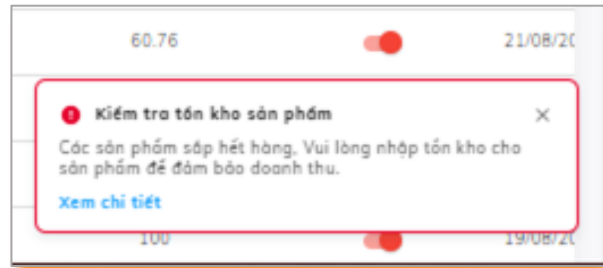 60.76 21/08/20
Kiểm tra tồn kho sản phẩm
Các sản phẩm sắp hết hàng, Vui lòng nhập tồn kho cho
sản phẩm để đảm bảo doanh thu.
Xem chi tiết
100 19/08/20